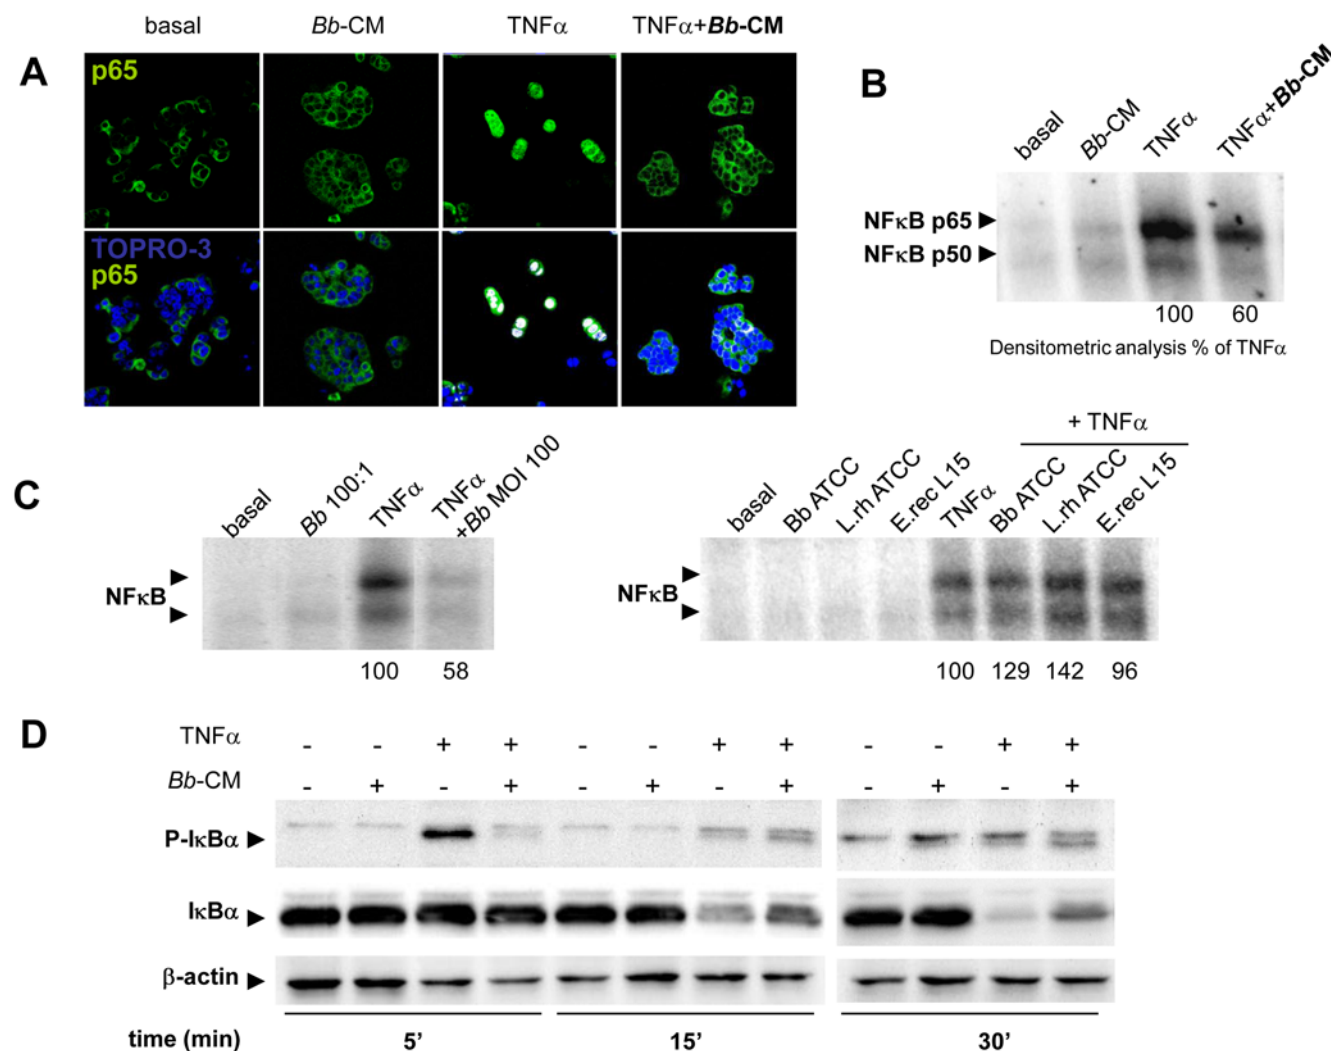 basal Bb-CM TNFα TNFα+Bb-CM
A
p65
TOPRO-3
p65
B
basal Bb-CM TNFα TNFα+Bb-CM
NFκB p65
NFκB p50
100 60
Densitometric analysis % of TNFα
C
basal Bb 100:1 TNFα TNFα +Bb MOI 100
NFκB
100 58
+ TNFα
basal Bb ATCC L.rh ATCC E.rec L15 TNFα Bb ATCC L.rh ATCC E.rec L15
NFκB
100 129 142 96
D
TNFα - - + + - - + + - - + +
Bb-CM - + - + - + - + - + - +
P-IκBα
IκBα
β-actin
time (min) 5’ 15’ 30’